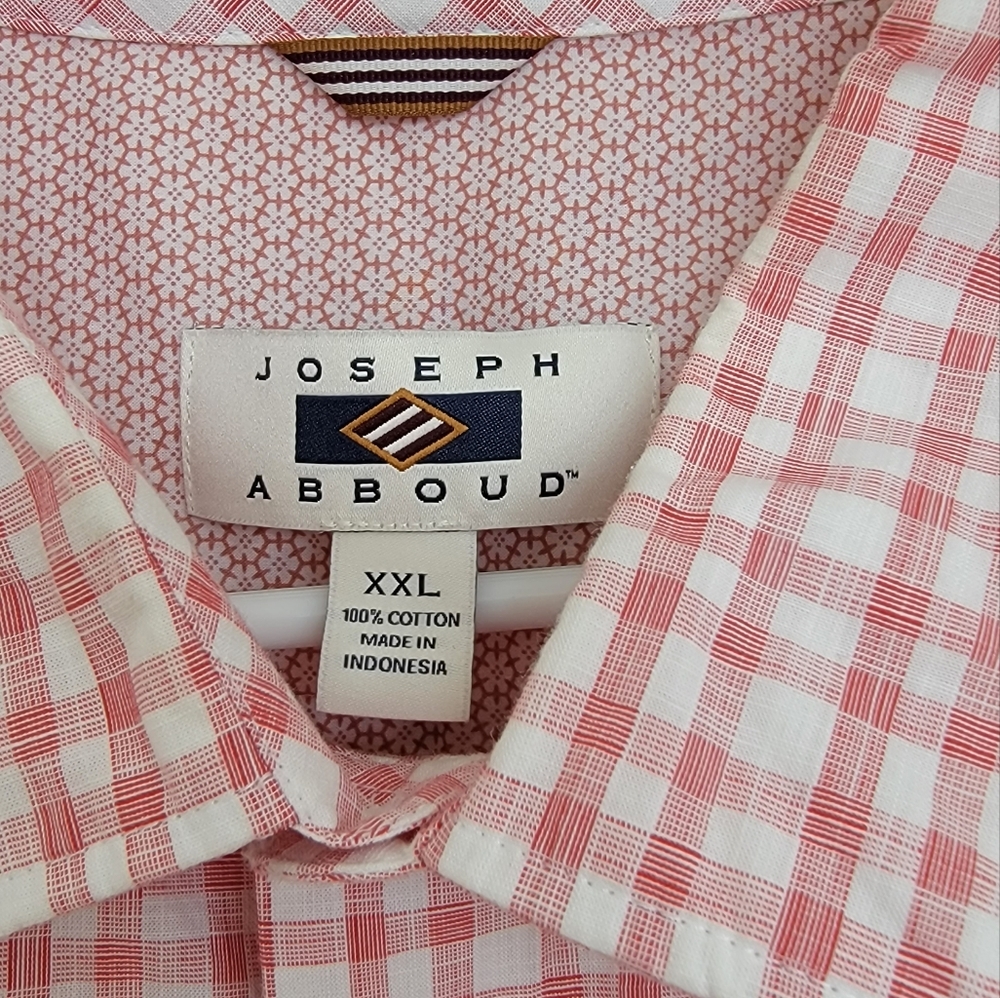 JOSEPH
ABBOUD™
XXL
100% COTTON
MADE IN
INDONESIA